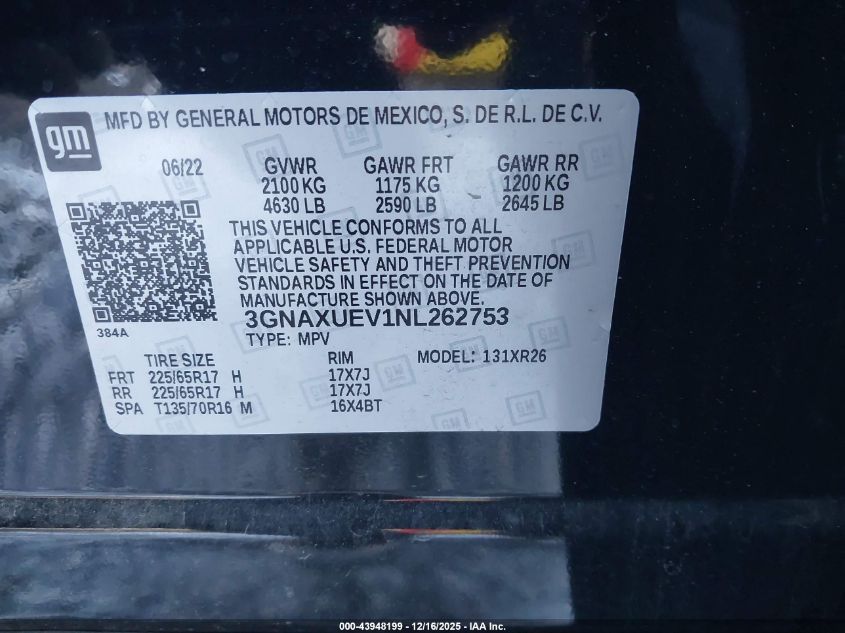 gm
MFD BY GENERAL MOTORS DE MEXICO, S. DE R.L. DE C.V.
06/22 GVWR GAWR FRT GAWR RR
2100 KG 1175 KG 1200 KG
4630 LB 2590 LB 2645 LB
THIS VEHICLE CONFORMS TO ALL
APPLICABLE U.S. FEDERAL MOTOR
VEHICLE SAFETY AND THEFT PREVENTION
STANDARDS IN EFFECT ON THE DATE OF
MANUFACTURE SHOWN ABOVE.
384A
3GNAXUEV1NL262753
TYPE: MPV
TIRE SIZE RIM MODEL: 131XR26
FRT 225/65R17 H 17X7J
RR 225/65R17 H 17X7J
SPA T135/70R16 M 16X4BT
000-43948199 - 12/16/2025 - IAA Inc.